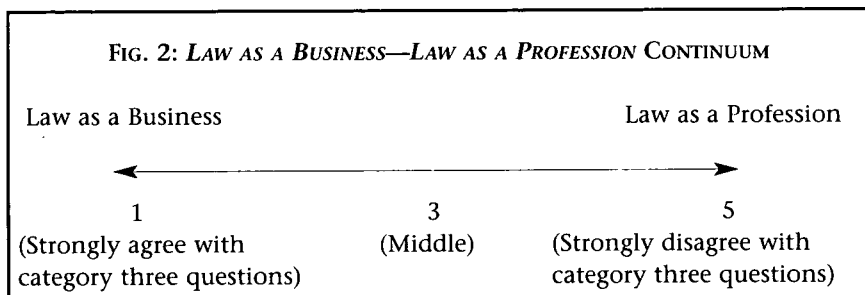 FIG. 2: LAW AS A BUSINESS—LAW AS A PROFESSION CONTINUUM
Law as a Business Law as a Profession
1 3 5
(Strongly agree with (Middle) (Strongly disagree with
category three questions) category three questions)